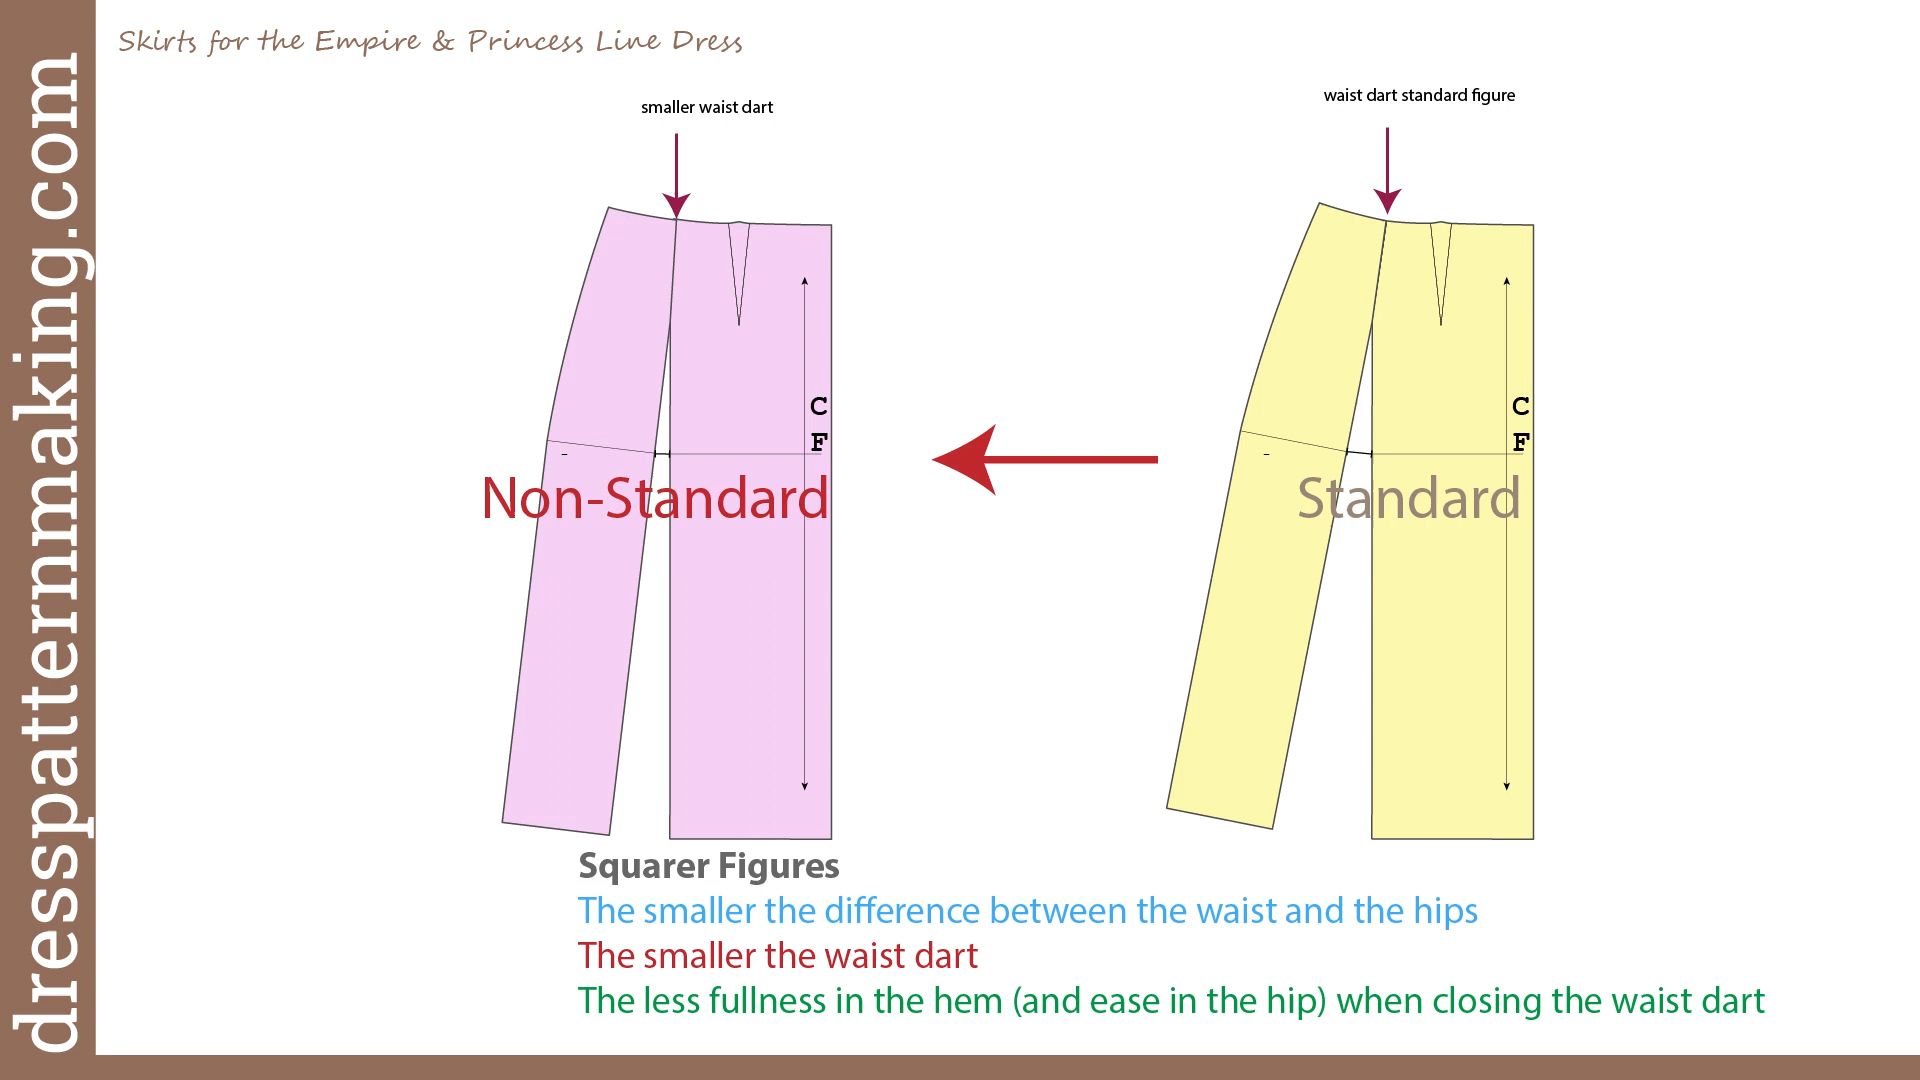 dresspatternmaking.com
Skirts for the Empire & Princess Line Dress
smaller waist dart
waist dart standard figure
C
F
C
F
Non-Standard
Standard
Squarer Figures
The smaller the difference between the waist and the hips
The smaller the waist dart
The less fullness in the hem (and ease in the hip) when closing the waist dart